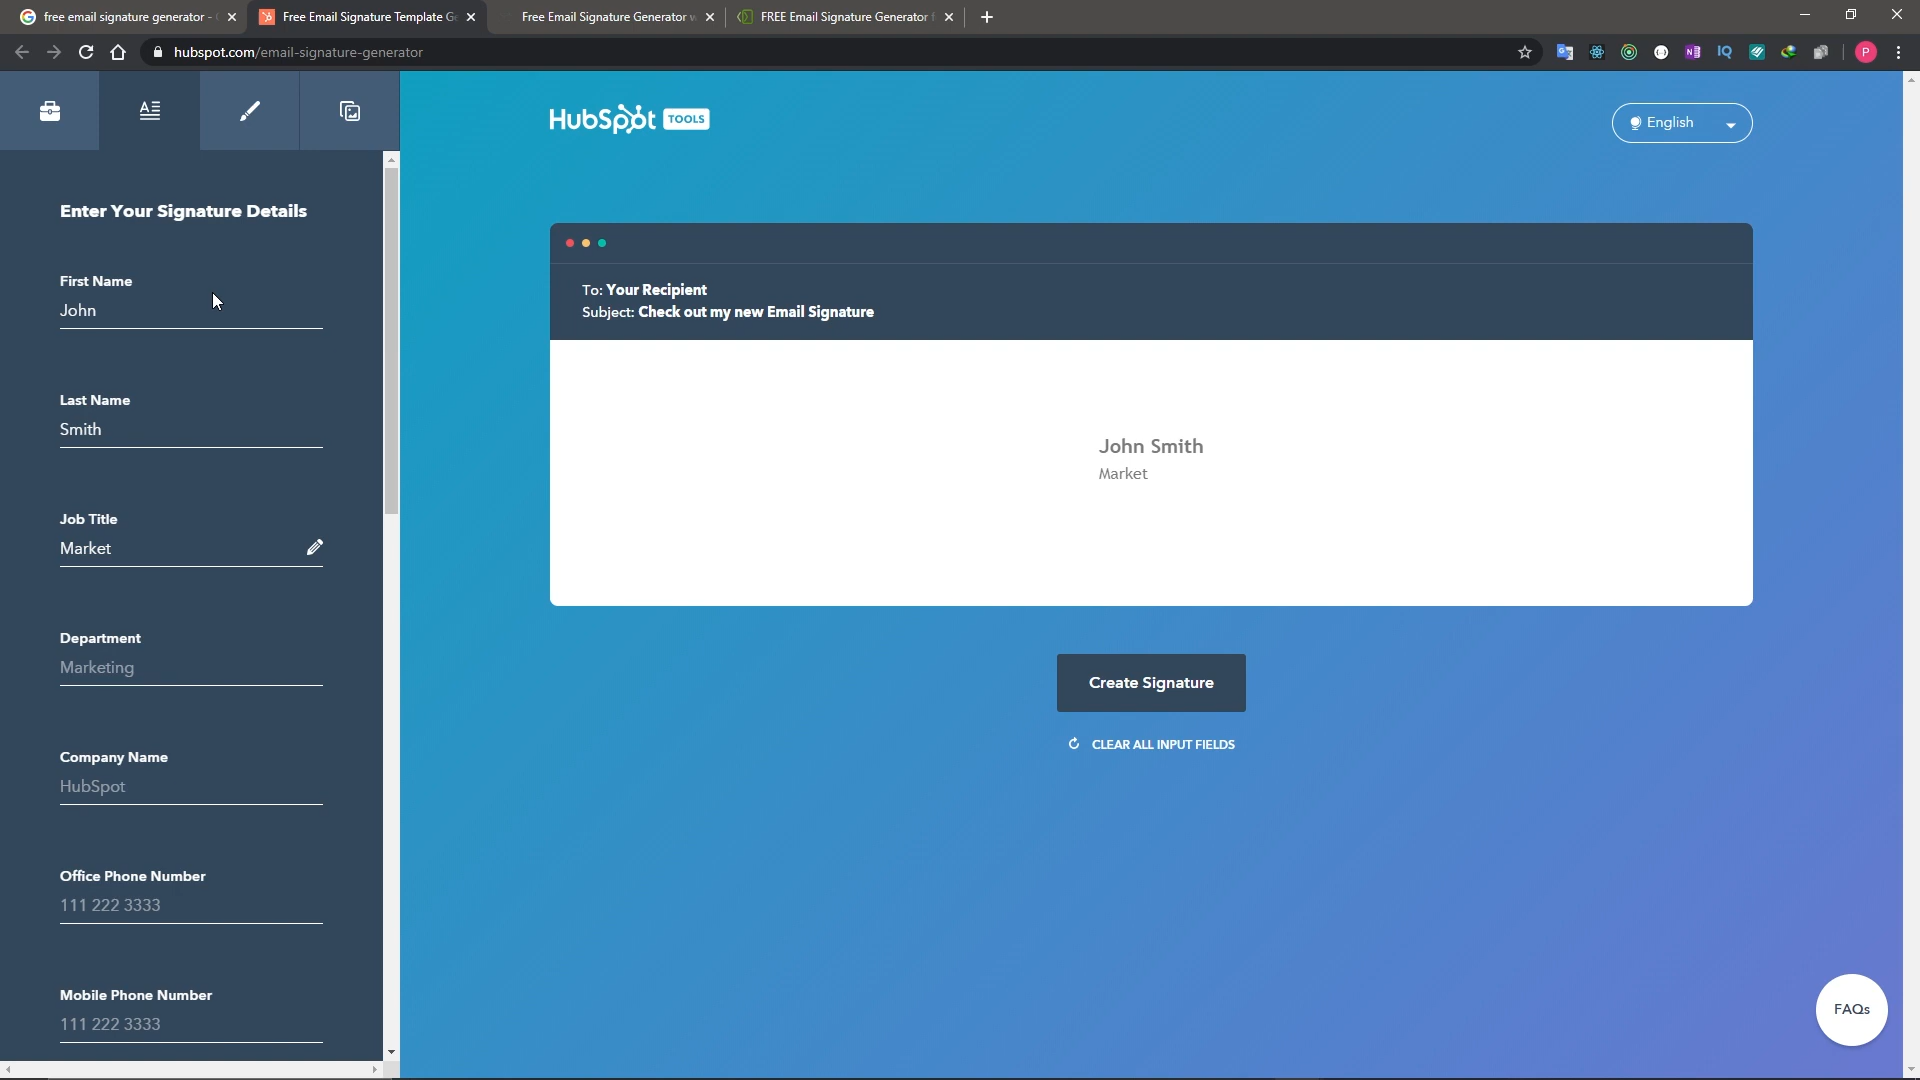 free email signature generator -
Free Email Signature Template Ge
Free Email Signature Generator w
FREE Email Signature Generator f
hubspot.com/email-signature-generator
P
HubSpot TOOLS
English
Enter Your Signature Details
First Name
John
Last Name
Smith
Job Title
Market
Department
Marketing
Company Name
HubSpot
Office Phone Number
111 222 3333
Mobile Phone Number
111 222 3333
To: Your Recipient
Subject: Check out my new Email Signature
John Smith
Market
Create Signature
CLEAR ALL INPUT FIELDS
FAQs